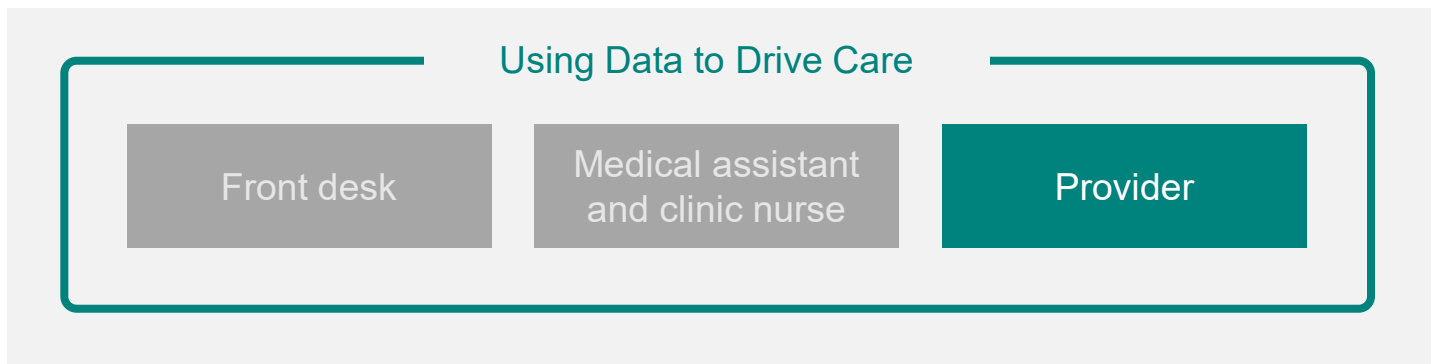 Using Data to Drive Care
Front desk
Medical assistant
and clinic nurse
Provider